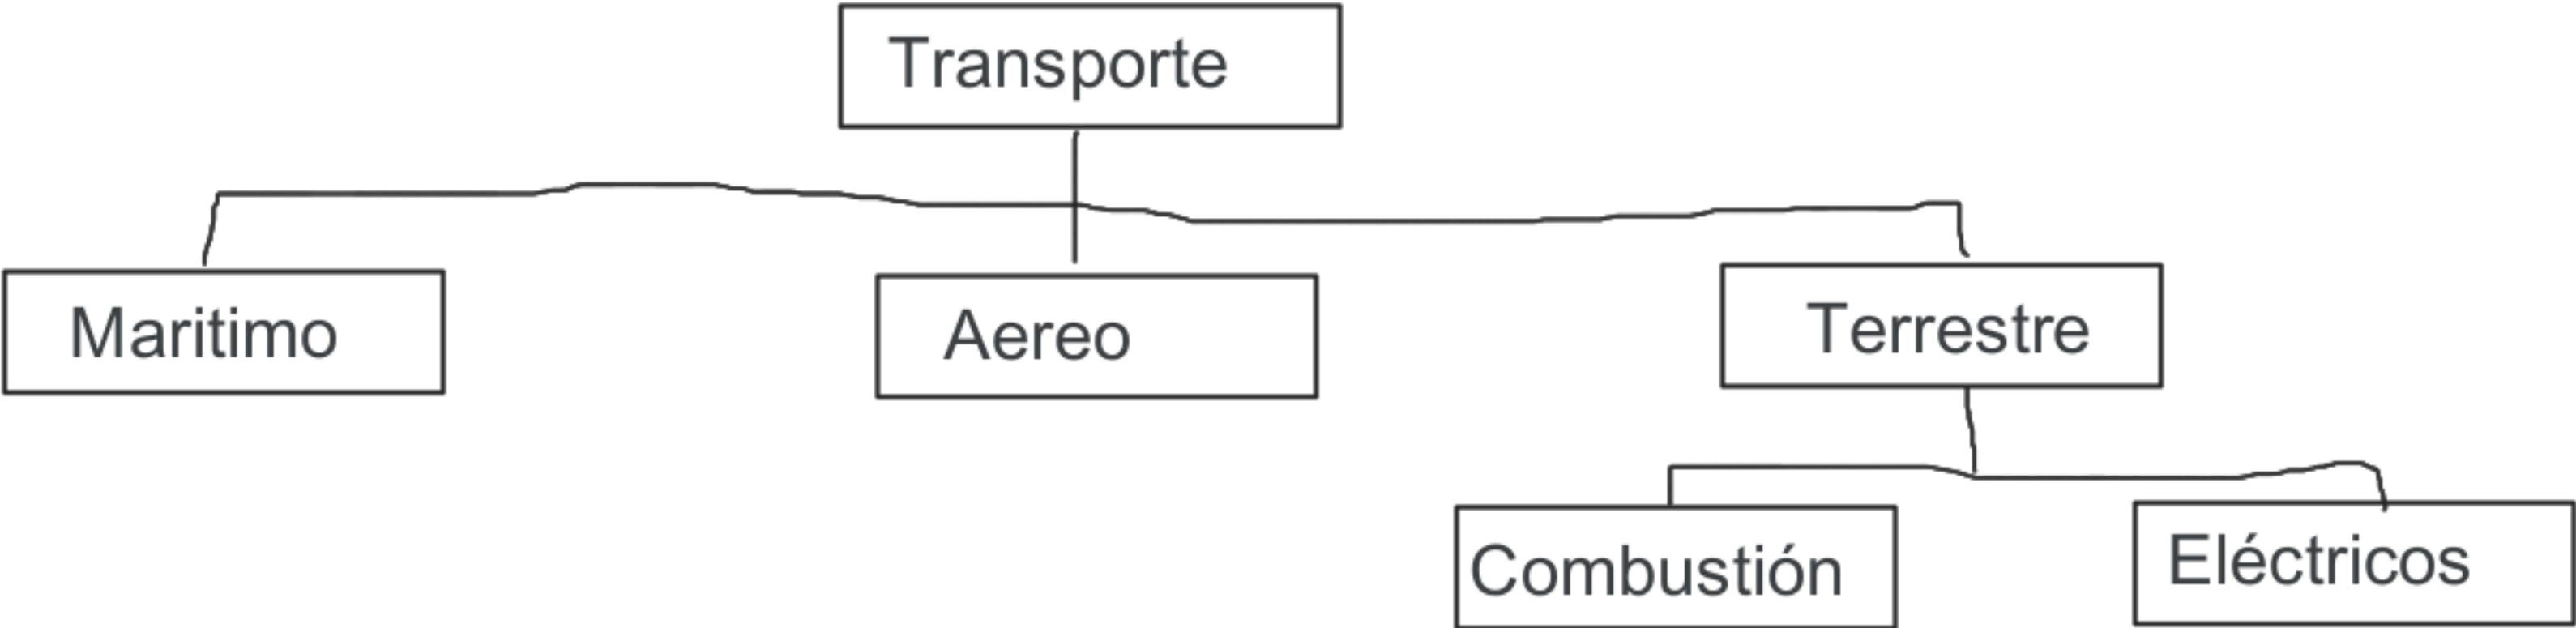 Transporte
Maritimo
Aereo
Terrestre
Combustión
Eléctricos